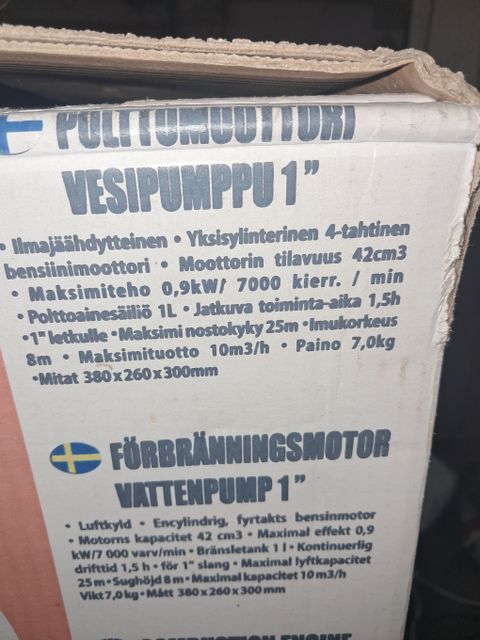 POLTTOMOOTTORI
VESIPUMPPU 1”
• Ilmajäähdytteinen • Yksisylinterinen 4-tahtinen
bensiinimoottori • Moottorin tilavuus 42cm3
• Maksimiteho 0,9kW/ 7000 kierr. / min
•Polttoainesäiliö 1L • Jatkuva toiminta-aika 1,5h
•1" letkulle •Maksimi nostokyky 25m •Imukorkeus
8m • Maksimituotto 10m3/h • Paino 7,0kg
•Mitat 380x260x300mm
FÖRBRÄNNINGSMOTOR
VATTENPUMP 1”
• Luftkyld • Encylindrig, fyrtakts bensinmotor
• Motorns kapacitet 42 cm3 • Maximal effekt 0,9
kW/7 000 varv/min • Bränsletank 1 l • Kontinuerlig
drifttid 1,5 h • för 1" slang • Maximal lyftkapacitet
25 m • Sughöjd 8 m • Maximal kapacitet 10 m3/h
Vikt 7,0 kg • Mått 380 x 260 x 300 mm
COMBUSTION ENGINE